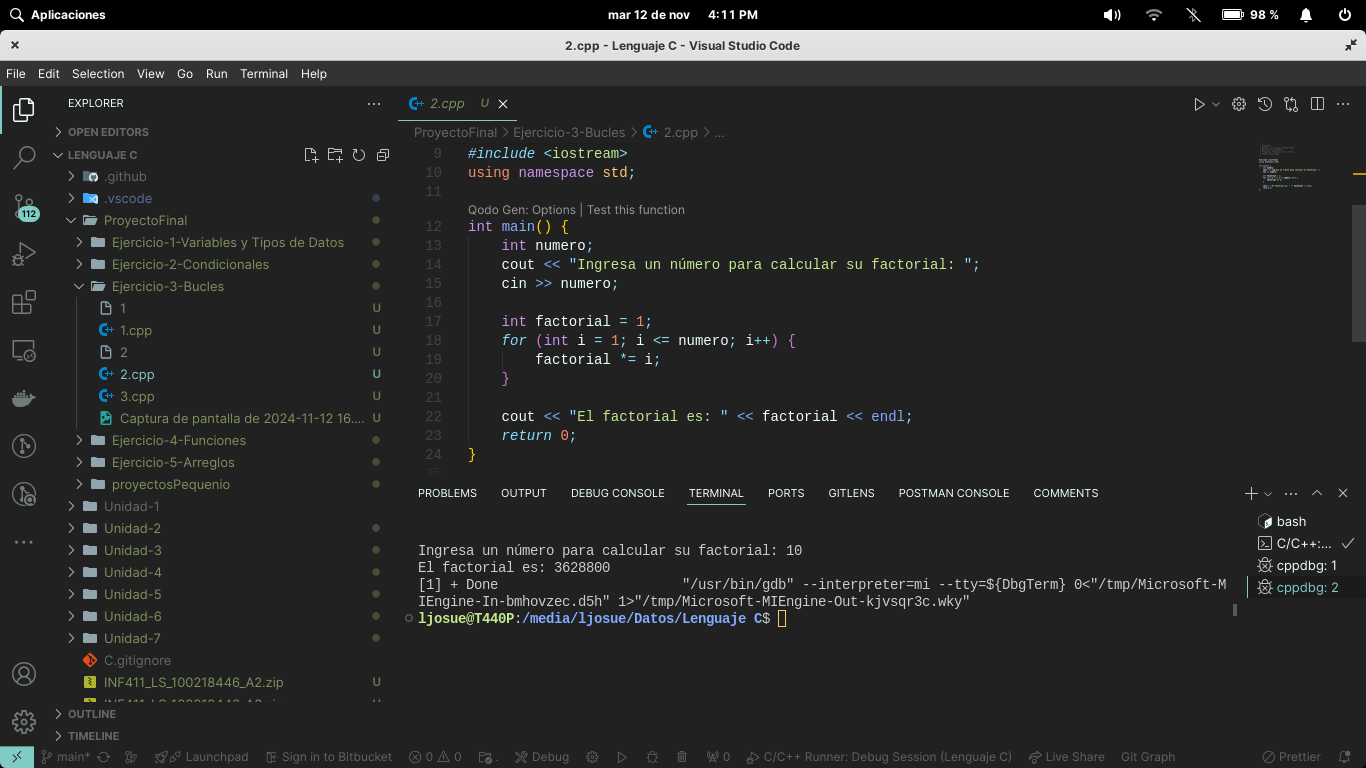 Aplicaciones
mar 12 de nov 4:11 PM
98 %
2.cpp - Lenguaje C - Visual Studio Code
File Edit Selection View Go Run Terminal Help
EXPLORER
OPEN EDITORS
LENGUAJE C
.github
.vscode
112
ProyectoFinal
Ejercicio-1-Variables y Tipos de Datos
Ejercicio-2-Condicionales
Ejercicio-3-Bucles
1 U
1.cpp U
2 U
2.cpp U
3.cpp U
Captura de pantalla de 2024-11-12 16.... U
Ejercicio-4-Funciones
Ejercicio-5-Arreglos
proyectosPequenio
Unidad-1
Unidad-2
Unidad-3
Unidad-4
Unidad-5
Unidad-6
Unidad-7
C.gitignore
INF411_LS_100218446_A2.zip U
OUTLINE
TIMELINE
2.cpp U
ProyectoFinal > Ejercicio-3-Bucles > 2.cpp > ...
9 #include <iostream>
10 using namespace std;
11
Qodo Gen: Options | Test this function
12 int main() {
13 int numero;
14 cout << "Ingresa un número para calcular su factorial: ";
15 cin >> numero;
16
17 int factorial = 1;
18 for (int i = 1; i <= numero; i++) {
19 factorial *= i;
20 }
21
22 cout << "El factorial es: " << factorial << endl;
23 return 0;
24 }
25
PROBLEMS OUTPUT DEBUG CONSOLE TERMINAL PORTS GITLENS POSTMAN CONSOLE COMMENTS
Ingresa un número para calcular su factorial: 10
El factorial es: 3628800
[1] + Done "/usr/bin/gdb" --interpreter=mi --tty=${DbgTerm} 0<"/tmp/Microsoft-M
IEngine-In-bmhovzec.d5h" 1>"/tmp/Microsoft-MIEngine-Out-kjvsqr3c.wky"
ljosue@T440P:/media/ljosue/Datos/Lenguaje C$
bash
C/C++:...
cppdbg: 1
cppdbg: 2
main* Launchpad Sign in to Bitbucket 0 0 . Debug 0 C/C++ Runner: Debug Session (Lenguaje C) Live Share Git Graph Prettier